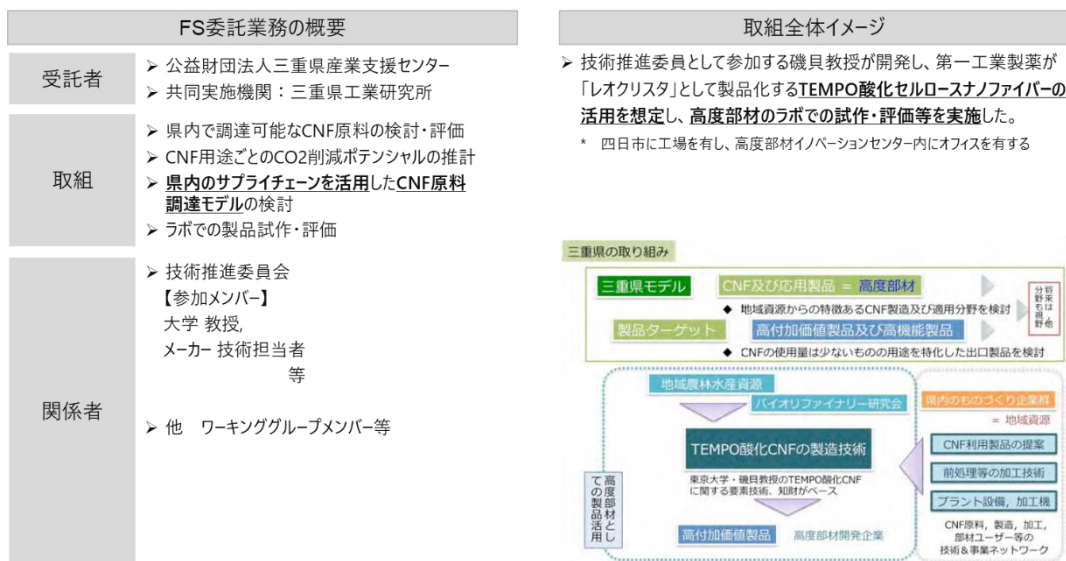 FS委託業務の概要
受託者
➢ 公益財団法人三重県産業支援センター
➢ 共同実施機関：三重県工業研究所
取組
➢ 県内で調達可能なCNF原料の検討・評価
➢ CNF用途ごとのCO2削減ポテンシャルの推計
➢ 県内のサプライチェーンを活用したCNF原料
調達モデルの検討
➢ ラボでの製品試作・評価
関係者
➢ 技術推進委員会
【参加メンバー】
大学 教授,
メーカー 技術担当者
等
➢ 他　ワーキンググループメンバー等
取組全体イメージ
➢ 技術推進委員として参加する磯貝教授が開発し、第一工業製薬が
「レオクリスタ」として製品化するTEMPO酸化セルロースナノファイバーの
活用を想定し、高度部材のラボでの試作・評価等を実施した。
* 四日市に工場を有し、高度部材イノベーションセンター内にオフィスを有する
三重県の取り組み
三重県モデル
CNF及び応用製品 = 高度部材
◆ 地域資源からの特徴あるCNF製造及び適用分野を検討
製品ターゲット
高付加価値製品及び高機能製品
◆ CNFの使用量は少ないものの用途を特化した出口製品を検討
将来は、他
分野も視野
地域農林水産資源
バイオリファイナリー研究会
TEMPO酸化CNFの製造技術
東京大学・磯貝教授のTEMPO酸化CNF
に関する要素技術、知財がベース
高付加価値製品
高度部材開発企業
高度部材とし
ての製品活用
県内のものづくり企業群
= 地域資源
CNF利用製品の提案
前処理等の加工技術
プラント設備，加工機
CNF原料，製造，加工，
部材ユーザー等の
技術&事業ネットワーク